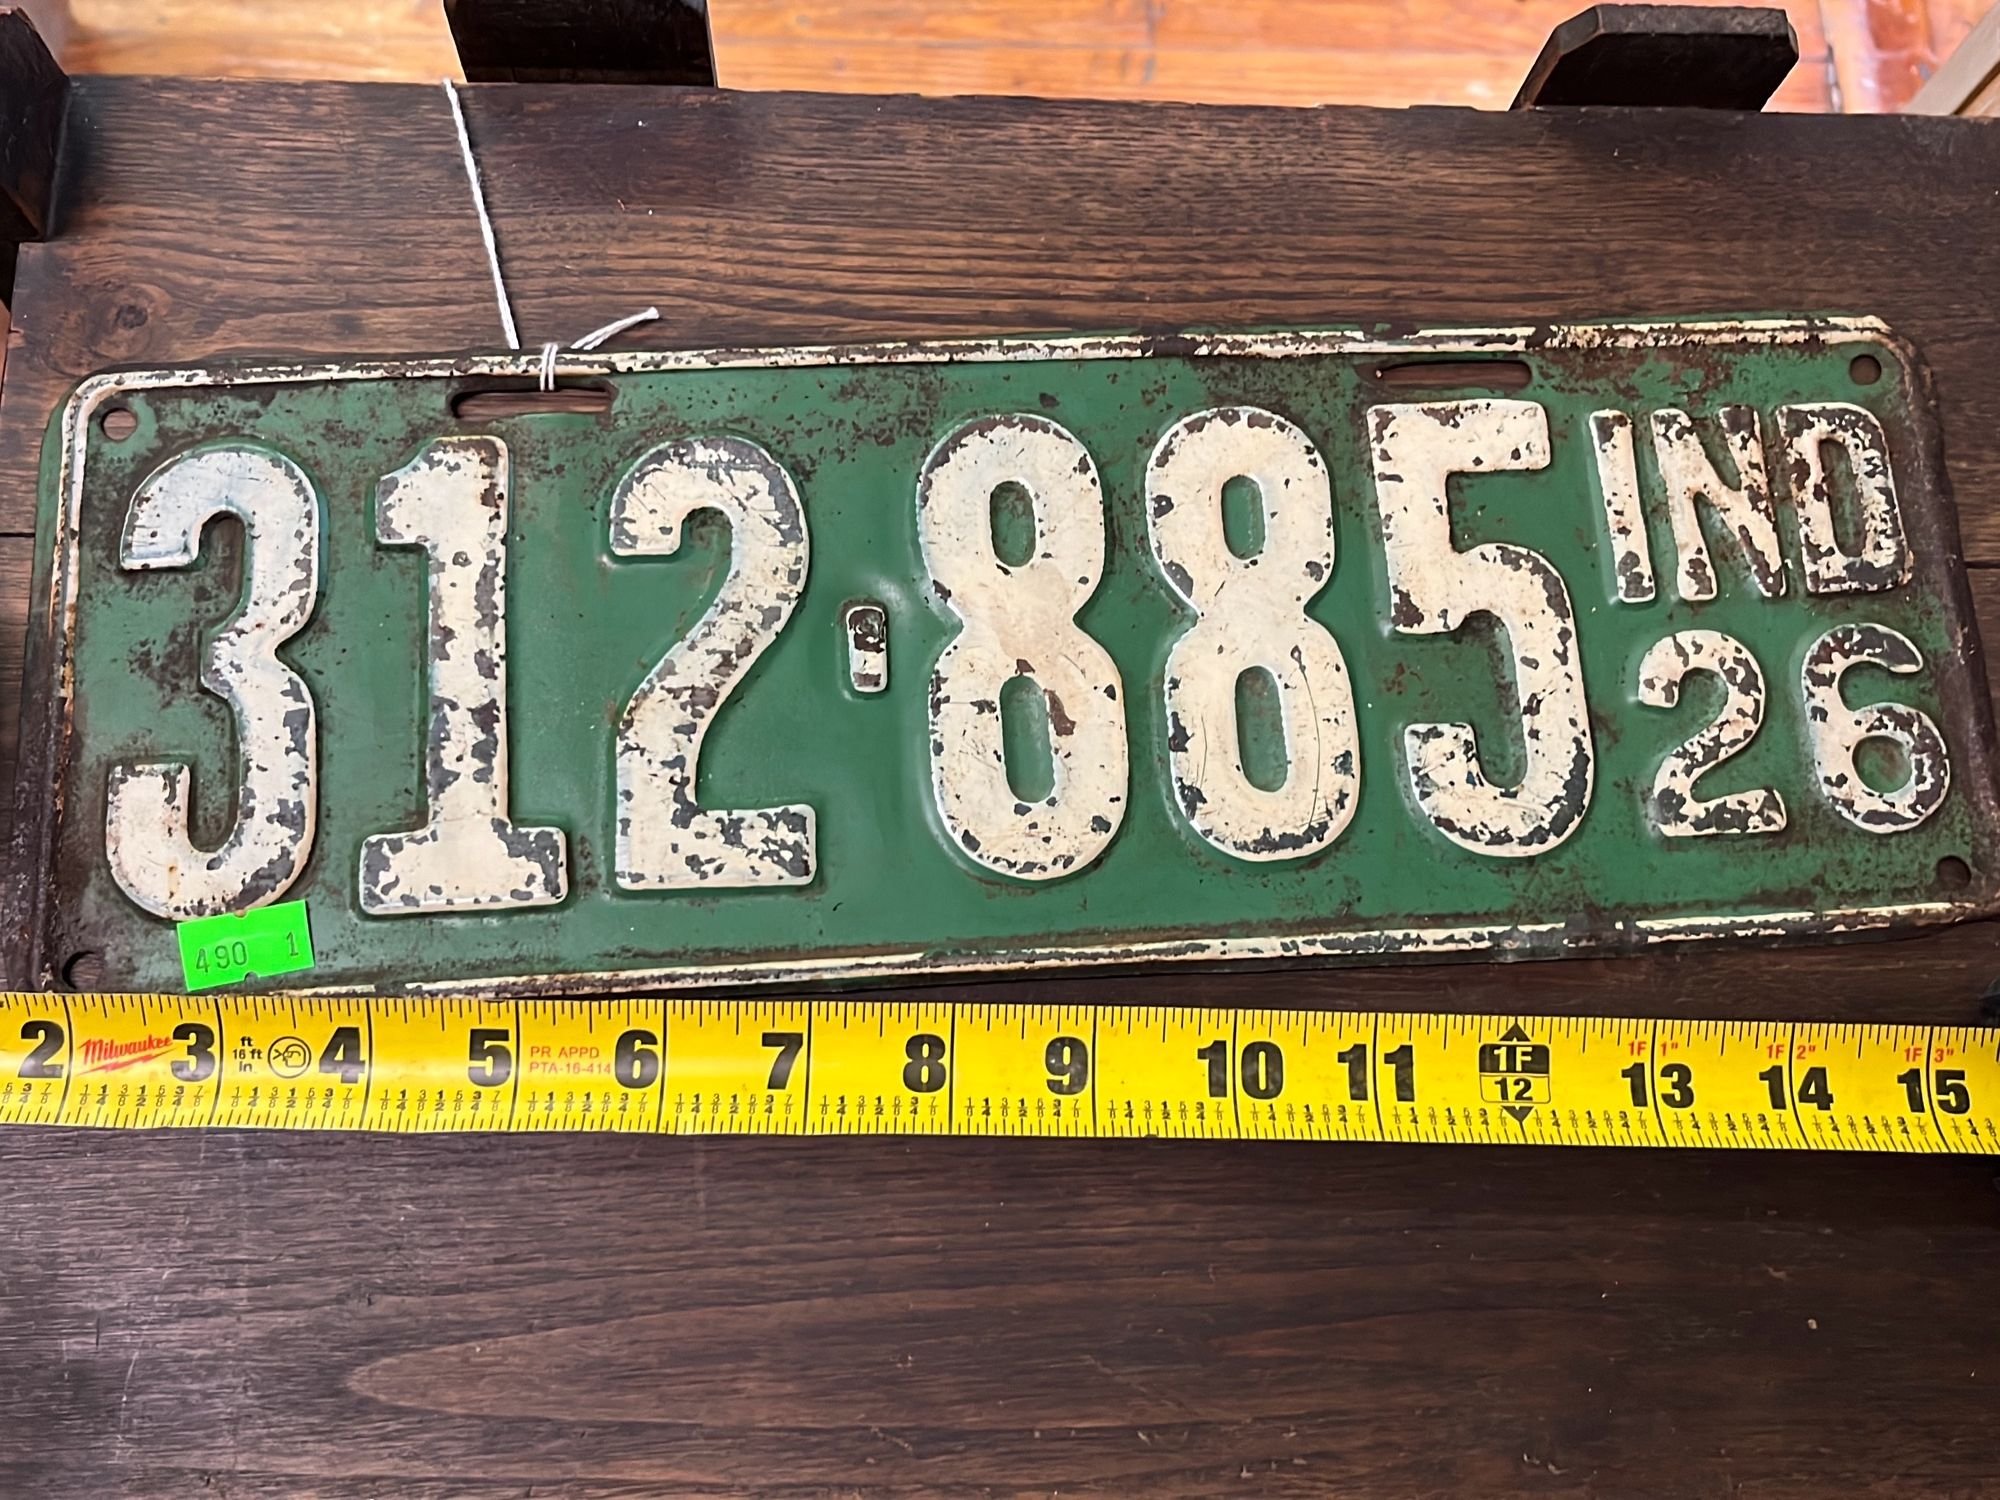 312-885 IND
26
490 1
2 Milwaukee 3 ft 16 ft in. 4 5 PR APPD PTA-16-414 6 7 8 9 10 11 1F 12 1F 1" 13 1F 2" 14 1F 3" 15